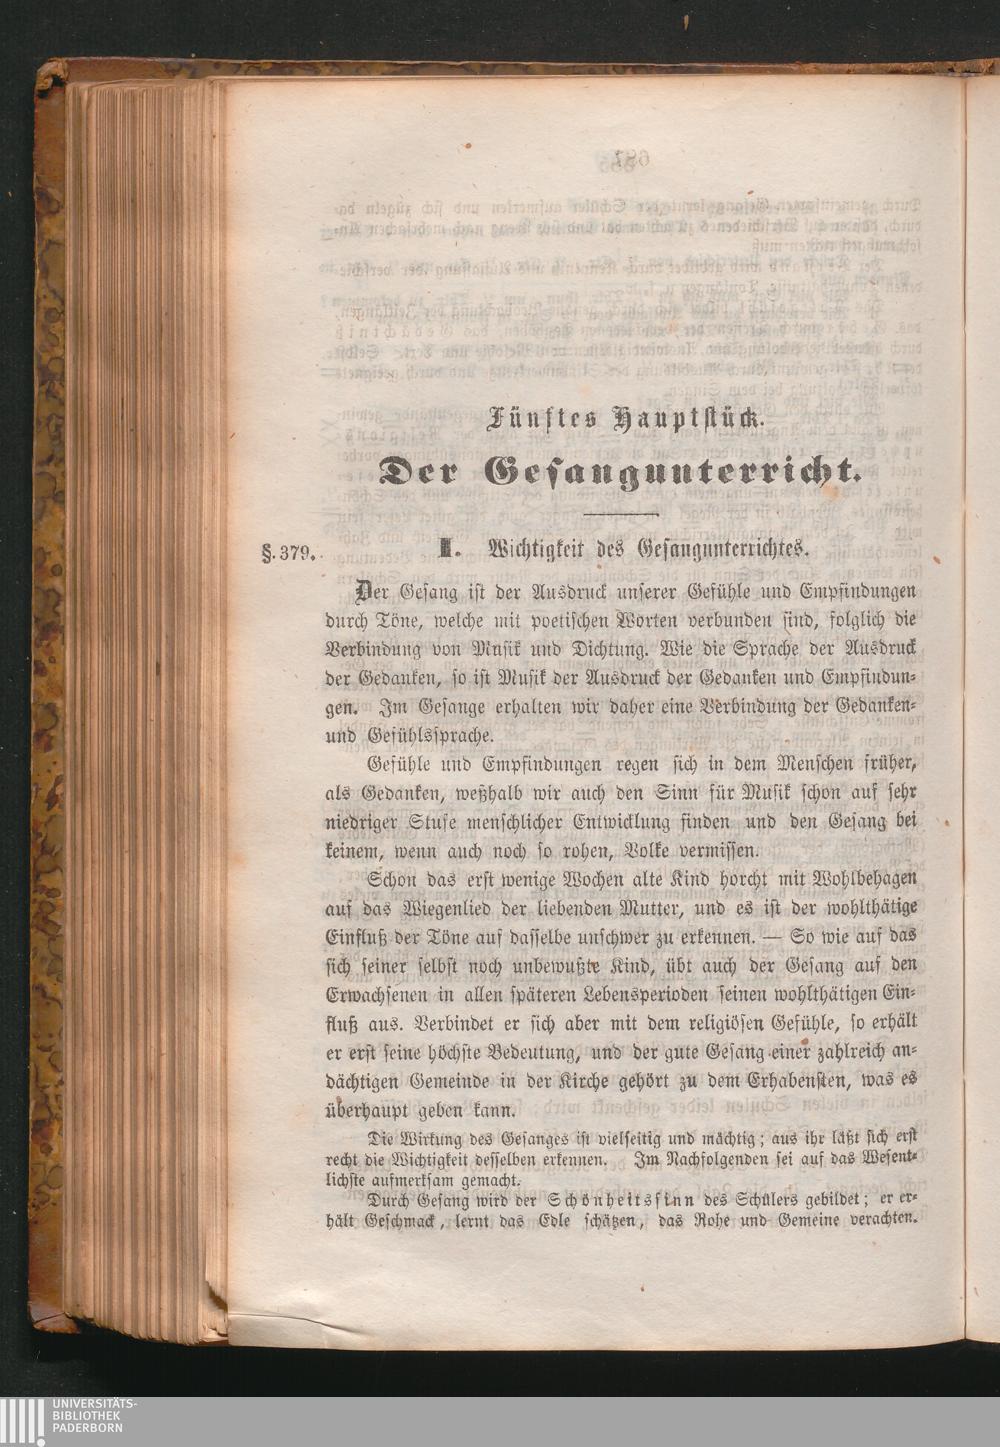 Fünftes Hauptstück.
Der Gesangunterricht.
§. 379. I. Wichtigkeit des Gesangunterrichtes.
Der Gesang ist der Ausdruck unserer Gefühle und Empfindungen
durch Töne, welche mit poetischen Worten verbunden sind, folglich die
Verbindung von Musik und Dichtung. Wie die Sprache der Ausdruck
der Gedanken, so ist Musik der Ausdruck der Gedanken und Empfindun-
gen. Im Gesange erhalten wir daher eine Verbindung der Gedanken-
und Gefühlssprache.
Gefühle und Empfindungen regen sich in dem Menschen früher,
als Gedanken, weßhalb wir auch den Sinn für Musik schon auf sehr
niedriger Stufe menschlicher Entwicklung finden und den Gesang bei
keinem, wenn auch noch so rohen, Volke vermissen.
Schon das erst wenige Wochen alte Kind horcht mit Wohlbehagen
auf das Wiegenlied der liebenden Mutter, und es ist der wohlthätige
Einfluß der Töne auf dasselbe unschwer zu erkennen. — So wie auf das
sich seiner selbst noch unbewußte Kind, übt auch der Gesang auf den
Erwachsenen in allen späteren Lebensperioden seinen wohlthätigen Ein-
fluß aus. Verbindet er sich aber mit dem religiösen Gefühle, so erhält
er erst seine höchste Bedeutung, und der gute Gesang einer zahlreich an-
dächtigen Gemeinde in der Kirche gehört zu dem Erhabensten, was es
überhaupt geben kann.
Die Wirkung des Gesanges ist vielseitig und mächtig; aus ihr läßt sich erst
recht die Wichtigkeit desselben erkennen. Im Nachfolgenden sei auf das Wesent-
lichste aufmerksam gemacht.
Durch Gesang wird der Schönheitssinn des Schülers gebildet; er er-
hält Geschmack, lernt das Edle schätzen, das Rohe und Gemeine verachten.
UNIVERSITÄTS-
BIBLIOTHEK
PADERBORN